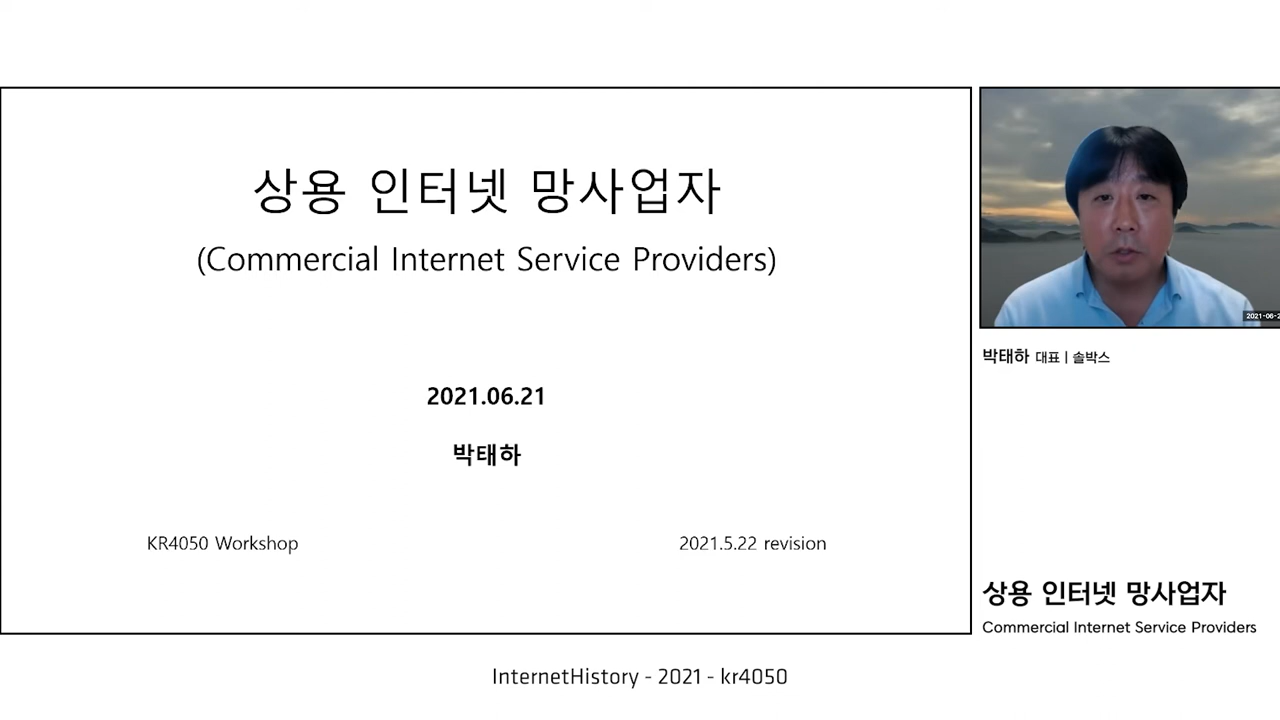 상용 인터넷 망사업자
(Commercial Internet Service Providers)
2021.06.21
박태하
KR4050 Workshop
2021.5.22 revision
박태하 대표 | 솔박스
상용 인터넷 망사업자
Commercial Internet Service Providers
InternetHistory - 2021 - kr4050